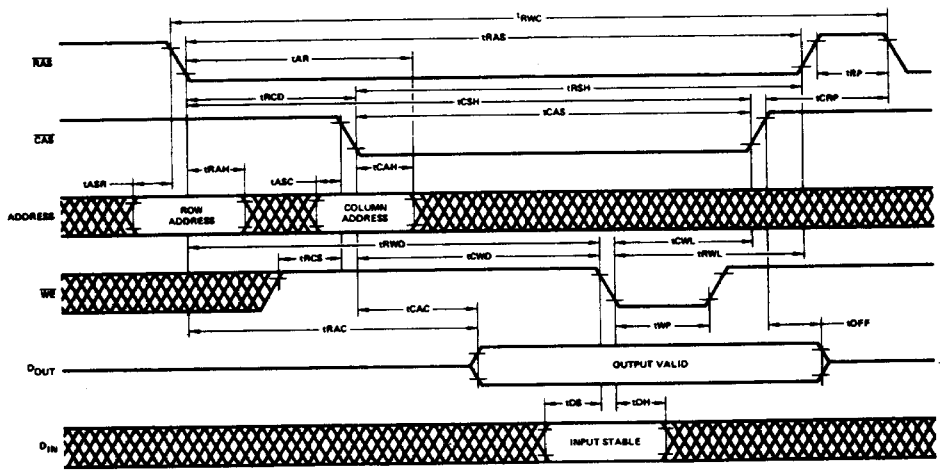 tRWC
tRAS
RAS
tAR
tRP
tRCD
tRSH
tCSH
tCRP
tCAS
CAS
tRAH
tCAH
tASR
tASC
ADDRESS
ROW ADDRESS
COLUMN ADDRESS
tRWD
tCWL
tRCS
tCWD
tRWL
WE
tCAC
tWP
tOFF
tRAC
DOUT
OUTPUT VALID
tDS
tDH
DIN
INPUT STABLE